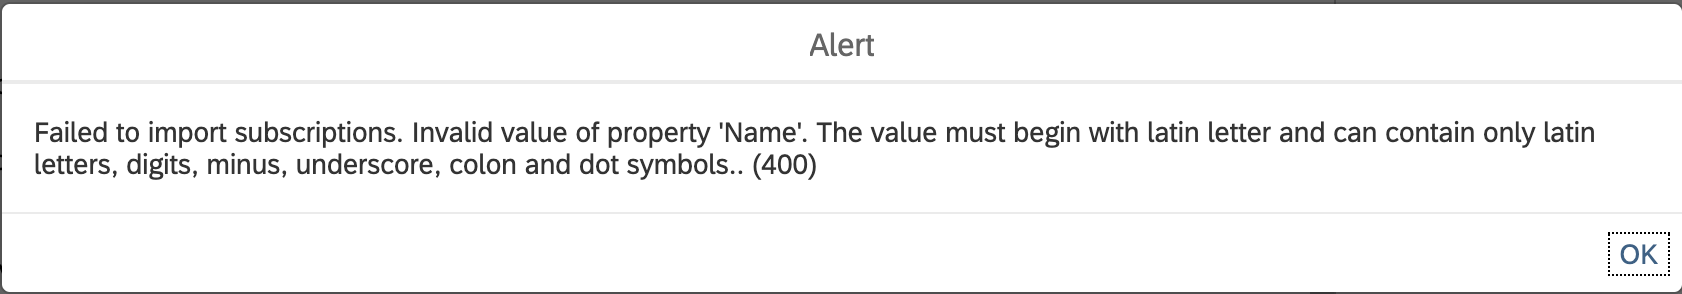 Alert
Failed to import subscriptions. Invalid value of property 'Name'. The value must begin with latin letter and can contain only latin
letters, digits, minus, underscore, colon and dot symbols.. (400)
OK